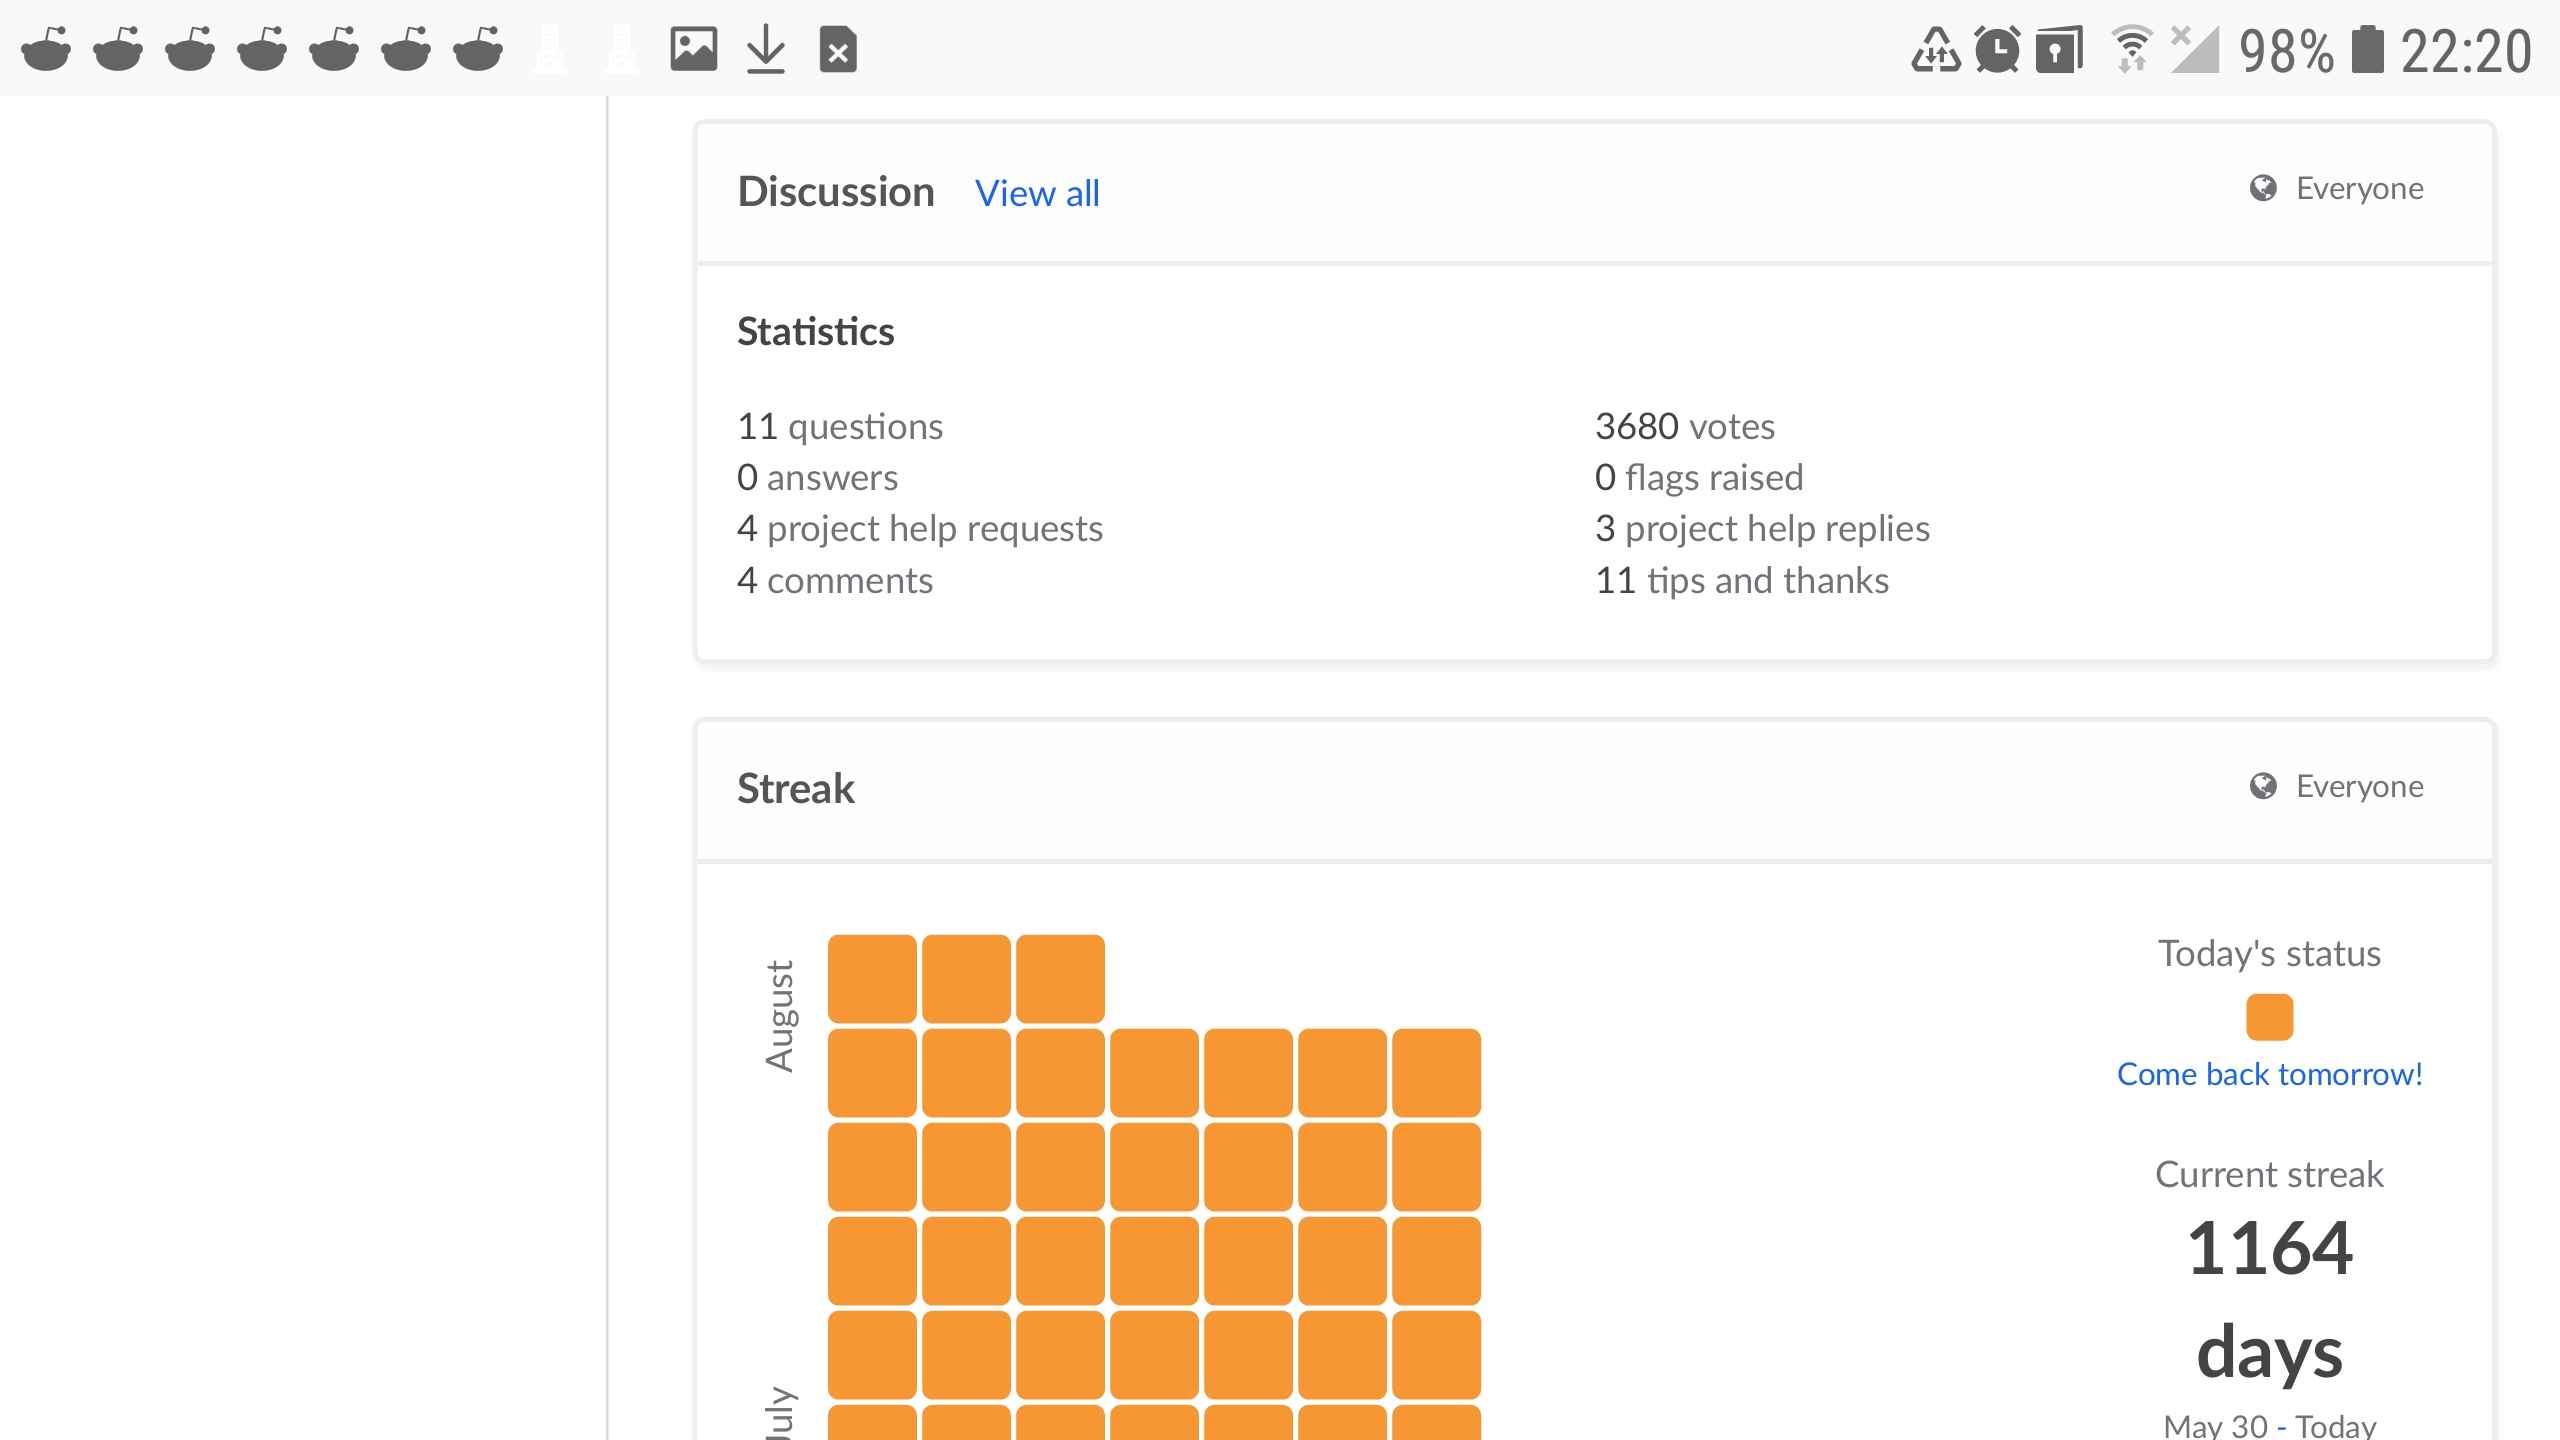 98% 22:20
Discussion View all Everyone
Statistics
11 questions
0 answers
4 project help requests
4 comments
3680 votes
0 flags raised
3 project help replies
11 tips and thanks
Streak Everyone
August
July
Today's status
Come back tomorrow!
Current streak
1164
days
May 30 - Today